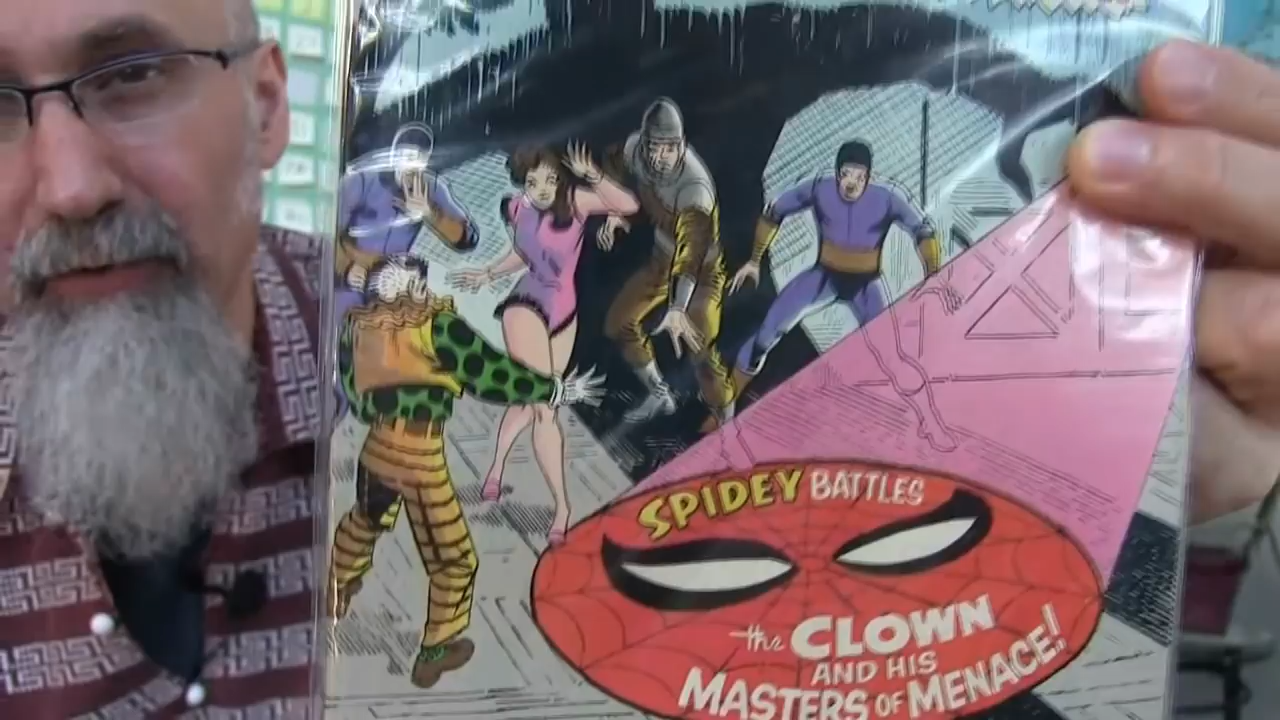 SPIDEY BATTLES
the CLOWN
AND HIS
MASTERS OF MENACE!